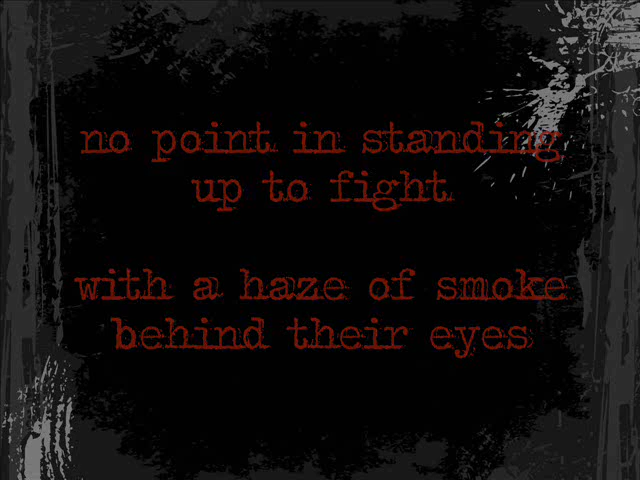 no point in standing
up to fight
with a haze of smoke
behind their eyes